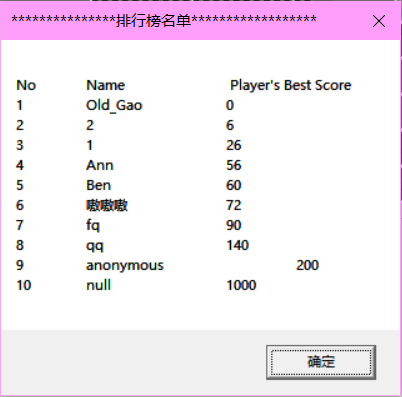 ***************排行榜名单******************
No Name Player's Best Score
1 Old_Gao 0
2 2 6
3 1 26
4 Ann 56
5 Ben 60
6 嗷嗷嗷 72
7 fq 90
8 qq 140
9 anonymous 200
10 null 1000
确定